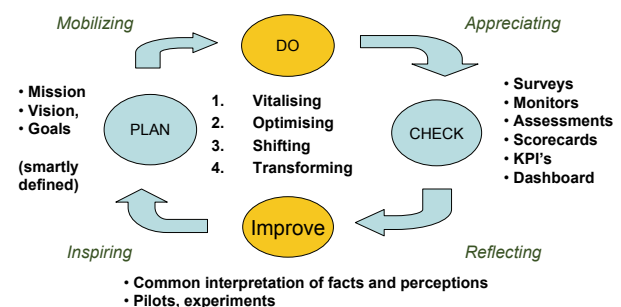 Mobilizing
Appreciating
DO
• Mission
• Vision,
• Goals
(smartly
defined)
PLAN
1. Vitalising
2. Optimising
3. Shifting
4. Transforming
CHECK
• Surveys
• Monitors
• Assessments
• Scorecards
• KPI's
• Dashboard
Improve
Inspiring
Reflecting
• Common interpretation of facts and perceptions
• Pilots, experiments